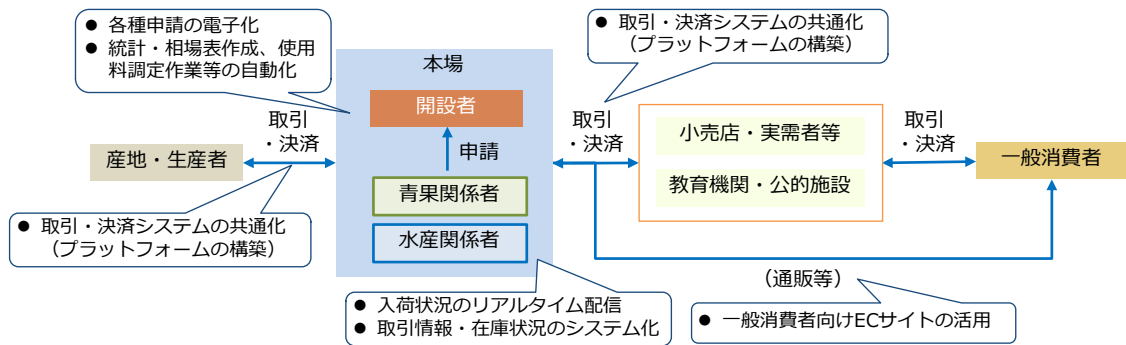 ● 各種申請の電子化
● 統計・相場表作成、使用
料調定作業等の自動化
● 取引・決済システムの共通化
（プラットフォームの構築）
本場
開設者
申請
青果関係者
水産関係者
産地・生産者
取引
・決済
取引
・決済
小売店・実需者等
教育機関・公的施設
取引
・決済
一般消費者
● 取引・決済システムの共通化
（プラットフォームの構築）
● 入荷状況のリアルタイム配信
● 取引情報・在庫状況のシステム化
（通販等）
● 一般消費者向けECサイトの活用